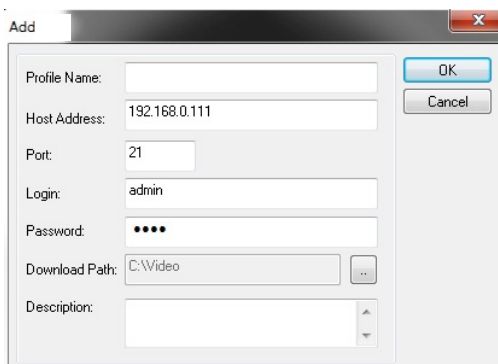 Add
Profile Name:
OK
Host Address: 192.168.0.111
Cancel
Port: 21
Login: admin
Password: ••••
Download Path: C:\Video ..
Description: